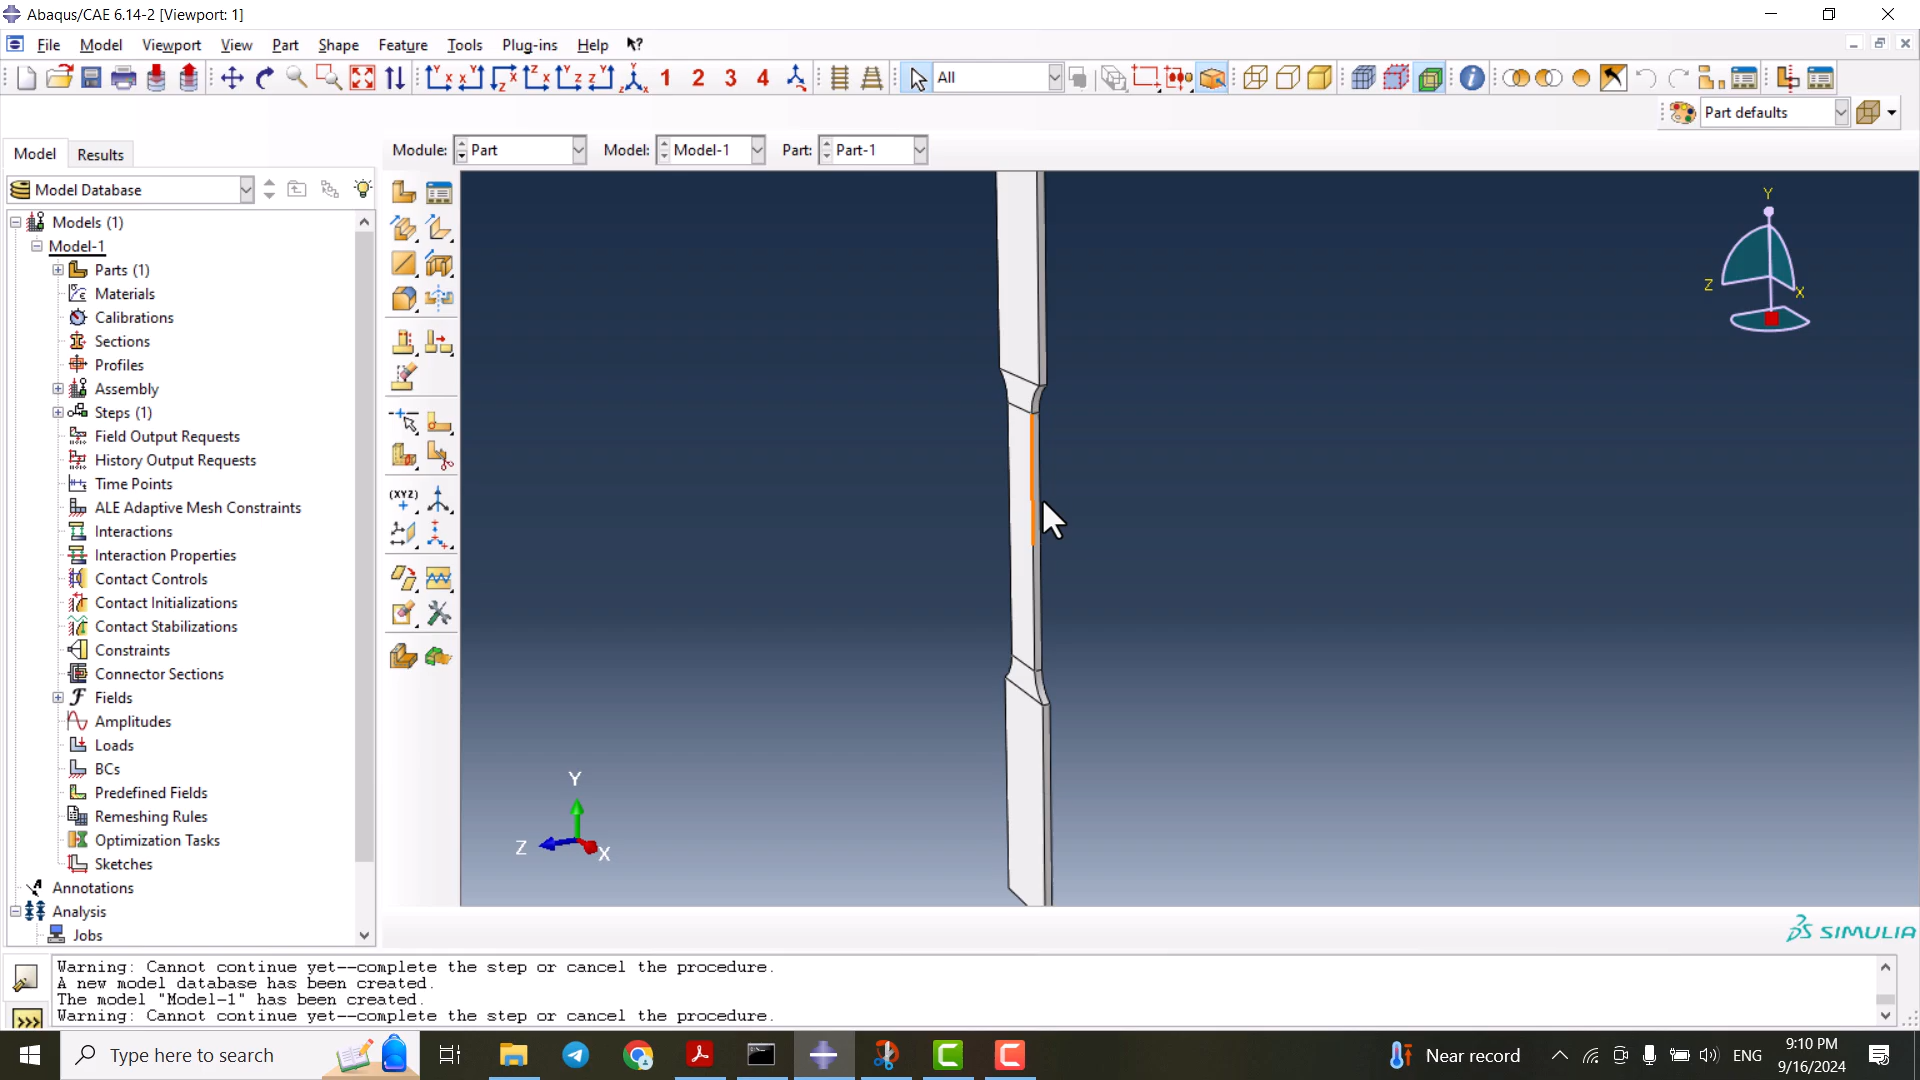 Abaqus/CAE 6.14-2 [Viewport: 1]
File Model Viewport View Part Shape Feature Tools Plug-ins Help
1 2 3 4 All
Part defaults
Model Results Module: Part Model: Model-1 Part: Part-1
Model Database
Models (1)
Model-1
Parts (1)
Materials
Calibrations
Sections
Profiles
Assembly
Steps (1)
Field Output Requests
History Output Requests
Time Points
ALE Adaptive Mesh Constraints
Interactions
Interaction Properties
Contact Controls
Contact Initializations
Contact Stabilizations
Constraints
Connector Sections
Fields
Amplitudes
Loads
BCs
Predefined Fields
Remeshing Rules
Optimization Tasks
Sketches
Annotations
Analysis
Jobs
(XYZ)
Y
Z
X
Y
Z
X
SIMULIA
Warning: Cannot continue yet--complete the step or cancel the procedure.
A new model database has been created.
The model "Model-1" has been created.
Warning: Cannot continue yet--complete the step or cancel the procedure.
Type here to search
Near record
ENG
9:10 PM
9/16/2024